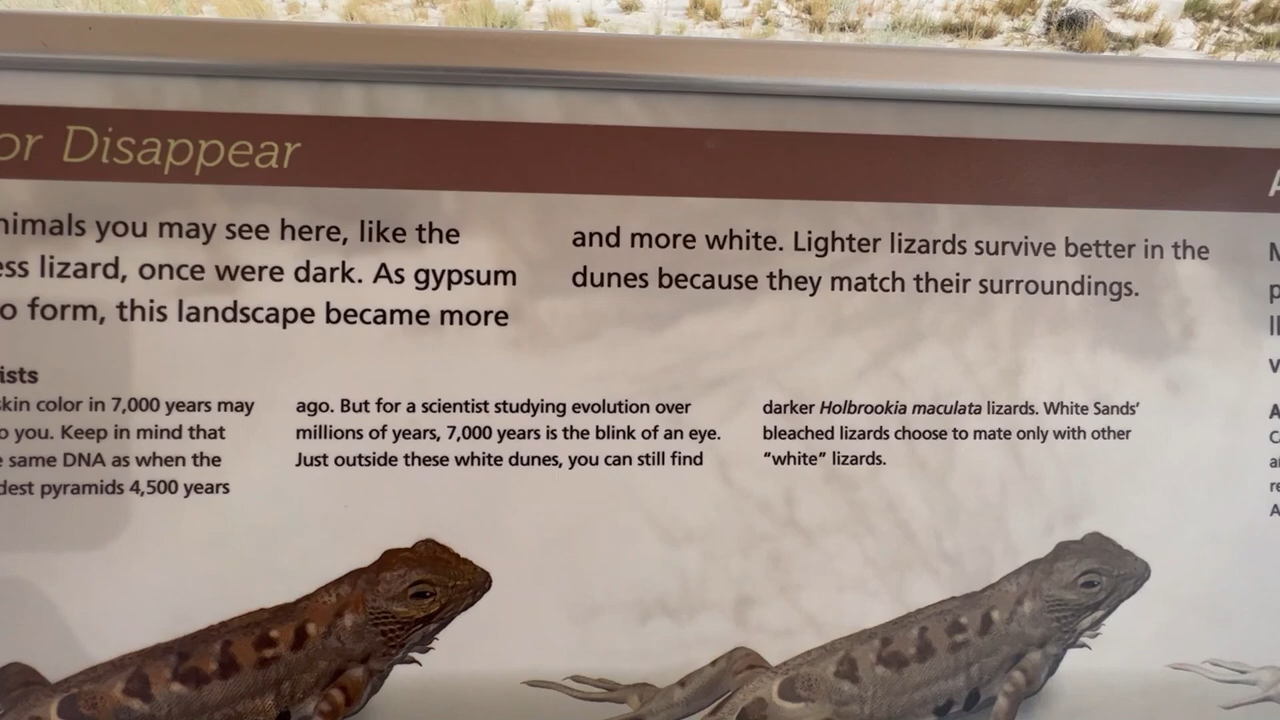 or Disappear
you may see here, like the
lizard, once were dark. As gypsum
form, this landscape became more
and more white. Lighter lizards survive better in the
dunes because they match their surroundings.
color in 7,000 years may
you. Keep in mind that
same DNA as when the
pyramids 4,500 years
ago. But for a scientist studying evolution over
millions of years, 7,000 years is the blink of an eye.
Just outside these white dunes, you can still find
darker Holbrookia maculata lizards. White Sands'
bleached lizards choose to mate only with other
"white" lizards.